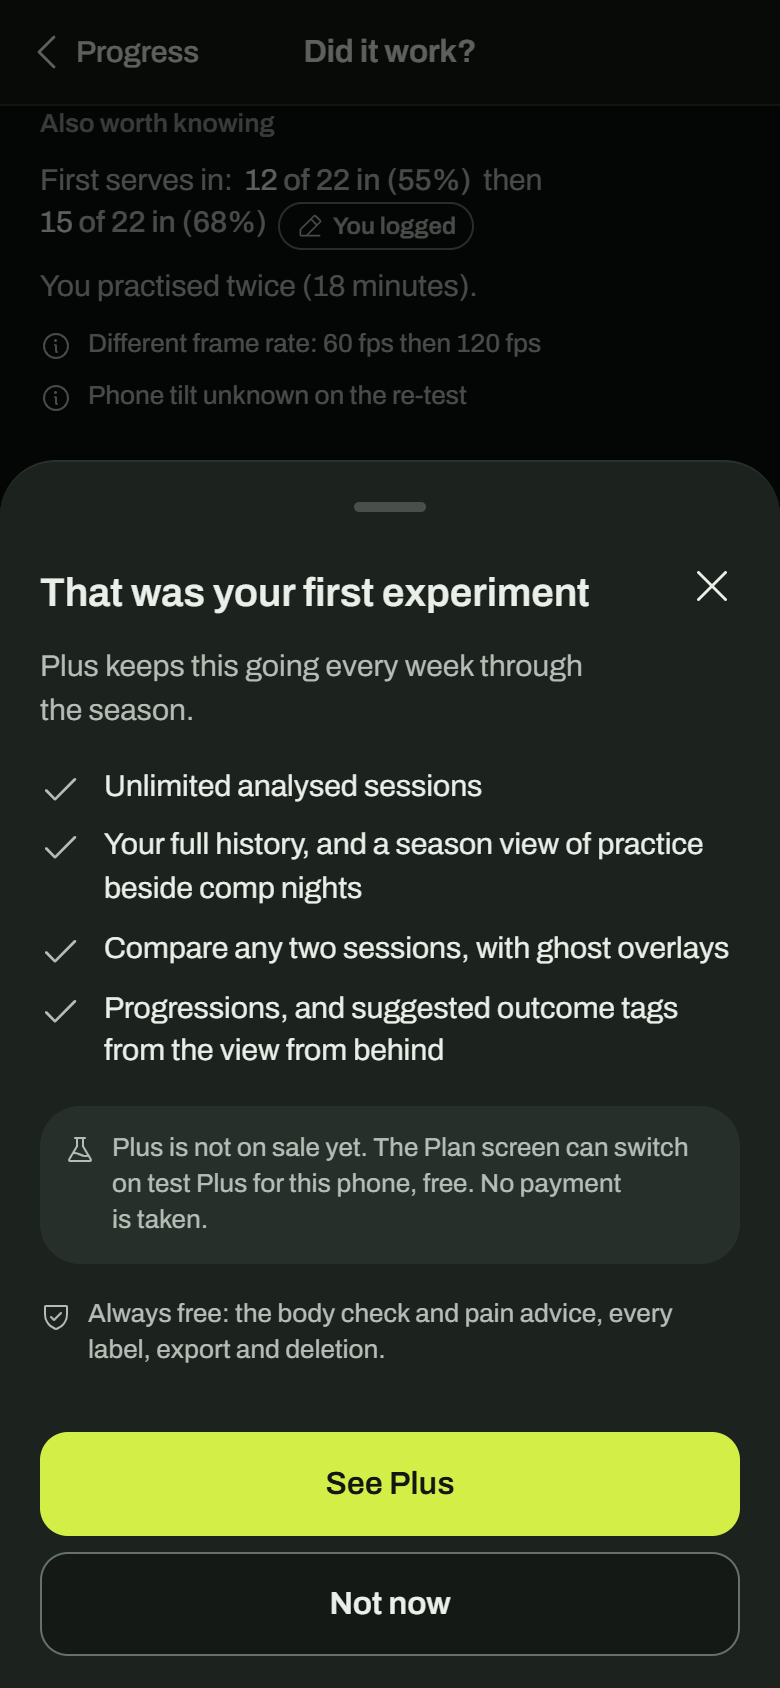 Progress
Did it work?
Also worth knowing
First serves in: 12 of 22 in (55%) then
15 of 22 in (68%) You logged
You practised twice (18 minutes).
Different frame rate: 60 fps then 120 fps
Phone tilt unknown on the re-test
That was your first experiment
Plus keeps this going every week through
the season.
Unlimited analysed sessions
Your full history, and a season view of practice
beside comp nights
Compare any two sessions, with ghost overlays
Progressions, and suggested outcome tags
from the view from behind
Plus is not on sale yet. The Plan screen can switch
on test Plus for this phone, free. No payment
is taken.
Always free: the body check and pain advice, every
label, export and deletion.
See Plus
Not now